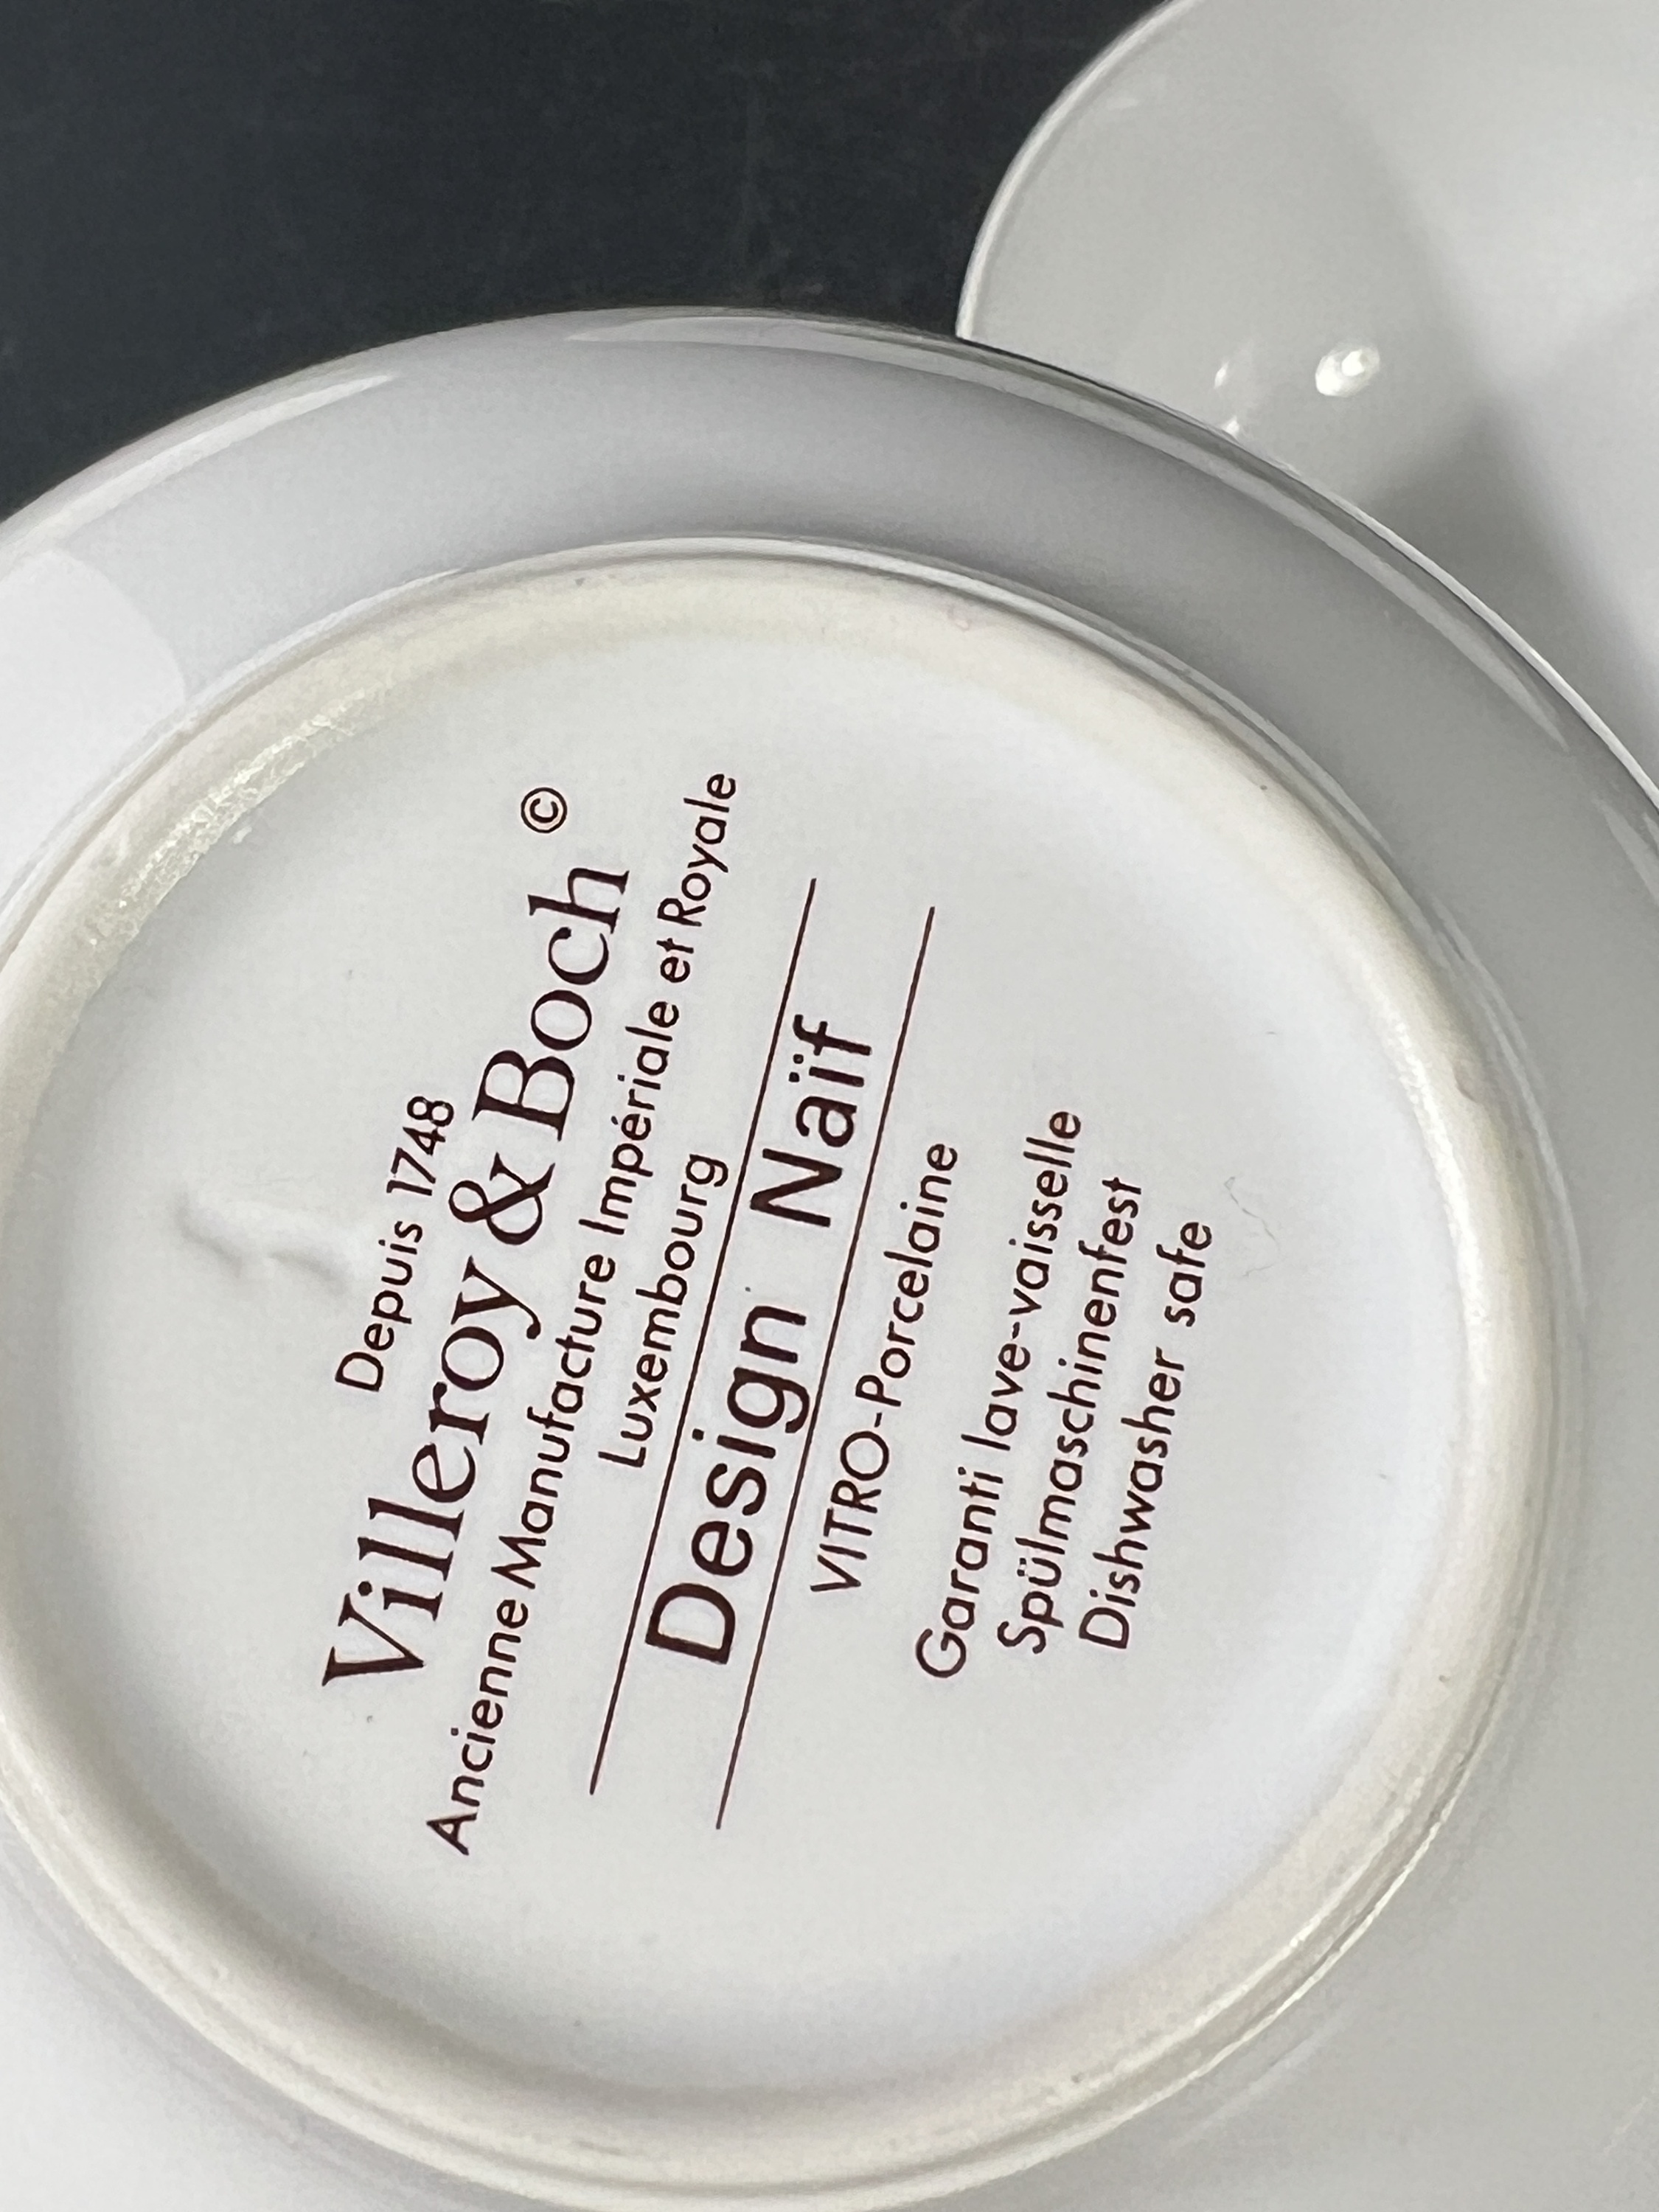 Depuis 1748
Villeroy & Boch ©
Ancienne Manufacture Impériale et Royale
Luxembourg
Design Naïf
VITRO-Porcelaine
Garanti lave-vaisselle
Spülmaschinenfest
Dishwasher safe